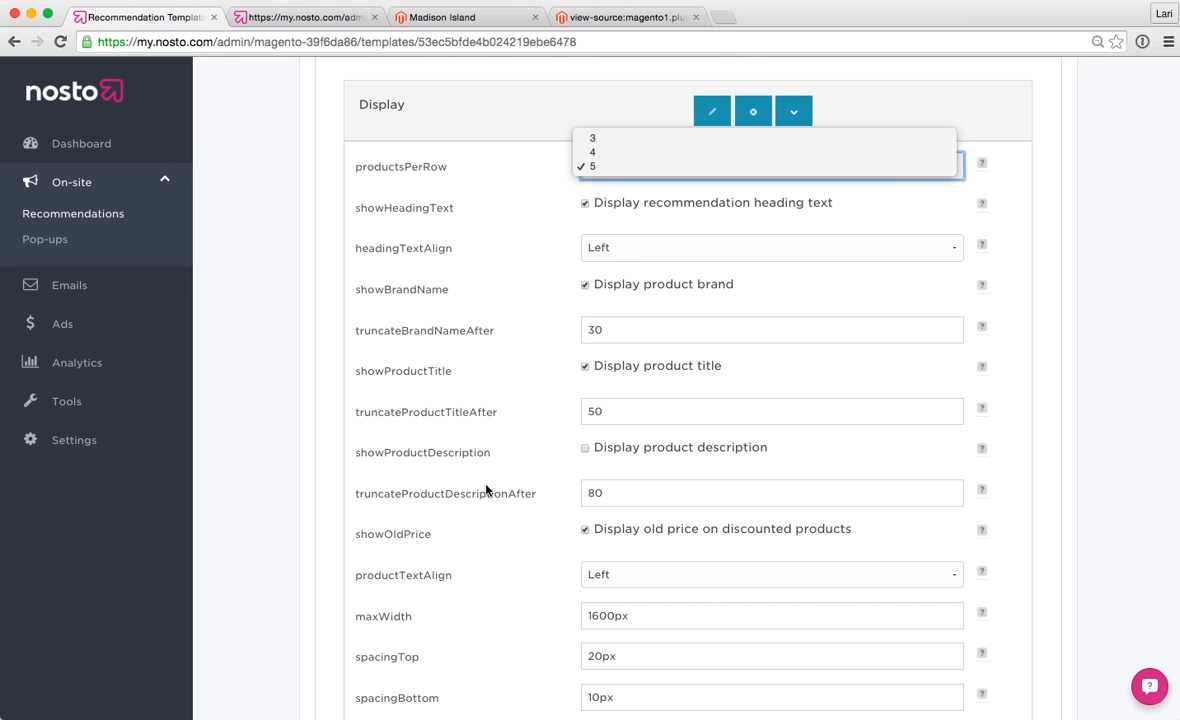 Recommendation Templat
https://my.nosto.com/adm
Madison Island
view-source:magento1.plu
Lari
https://my.nosto.com/admin/magento-39f6da86/templates/53ec5bfde4b024219ebe6478
nosto
Dashboard
On-site
Recommendations
Pop-ups
Emails
Ads
Analytics
Tools
Settings
Display
3
4
✓ 5
productsPerRow
?
showHeadingText
Display recommendation heading text
?
headingTextAlign
Left
?
showBrandName
Display product brand
?
truncateBrandNameAfter
30
?
showProductTitle
Display product title
?
truncateProductTitleAfter
50
?
showProductDescription
Display product description
?
truncateProductDescriptionAfter
80
?
showOldPrice
Display old price on discounted products
?
productTextAlign
Left
?
maxWidth
1600px
?
spacingTop
20px
?
spacingBottom
10px
?